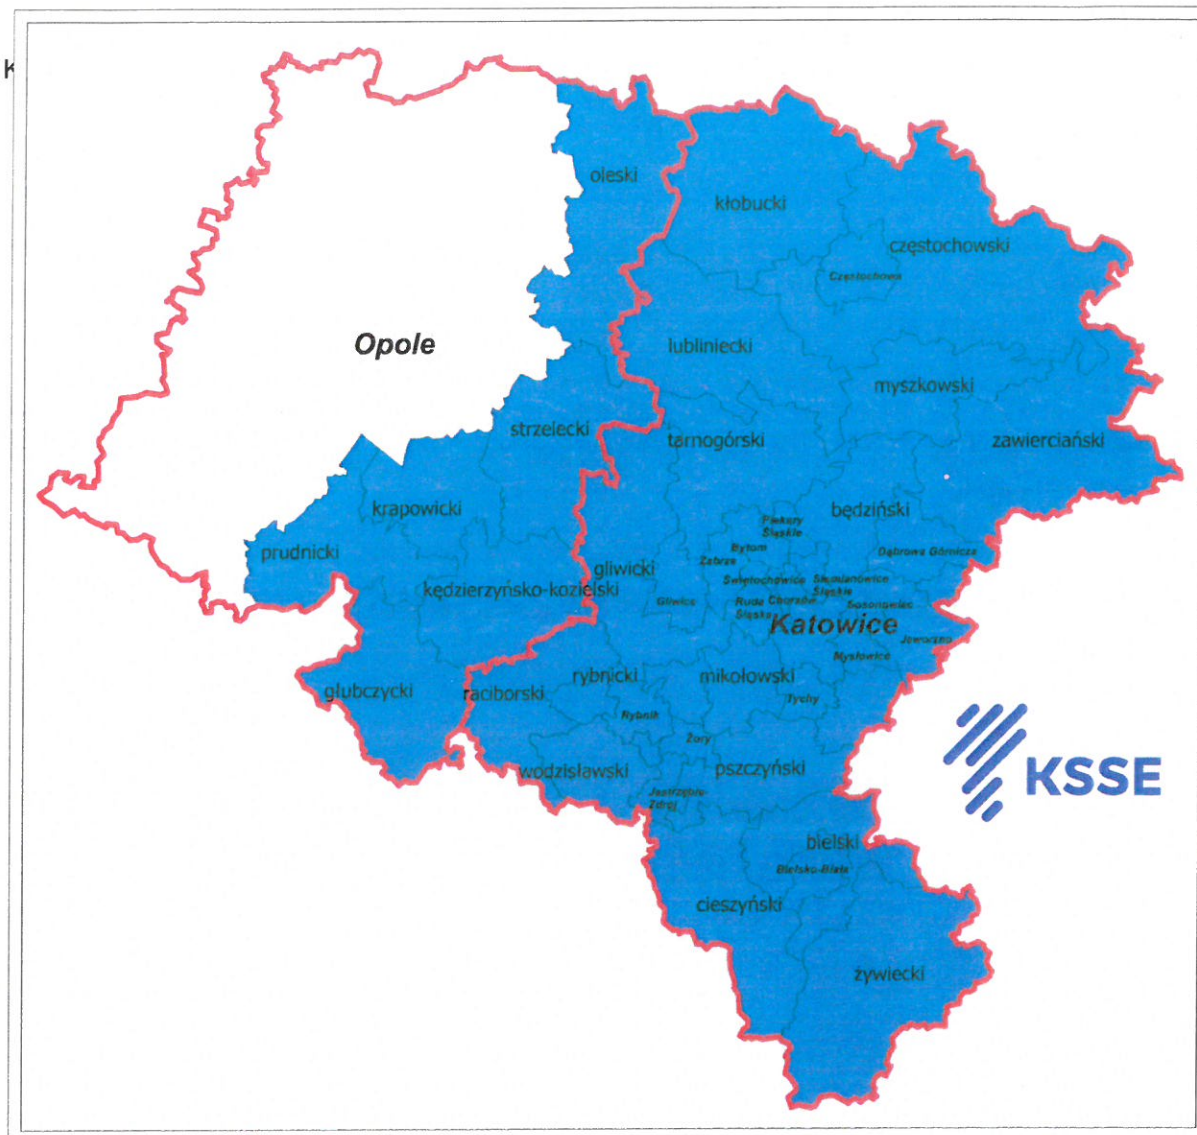 K
oleski
kłobucki
częstochowski
Częstochowa
Opole
lubliniecki
myszkowski
strzelecki
tarnogórski
zawierciański
krapowicki
będziński
Piekary
Śląskie
prudnicki
Bytom
Dąbrowa Górnicza
Zabrze
gliwicki
kędzierzyńsko-kozielski
Świętochowice
Siemianowice
Śląskie
Gliwice
Ruda
Śląska
Chorzów
Sosonowiec
Katowice
Jaworzno
Mysłowice
rybnicki
mikołowski
głubczycki
raciborski
Tychy
Rybnik
Żory
wodzisławski
pszczyński
KSSE
Jastrzębie-
Zdrój
bielski
Bielsko-Biała
cieszyński
żywiecki